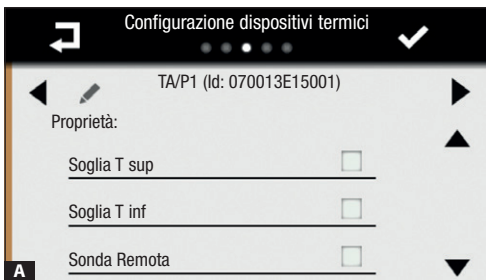 Configurazione dispositivi termici
TA/P1 (Id: 070013E15001)
Proprietà:
Soglia T sup
Soglia T inf
Sonda Remota
A